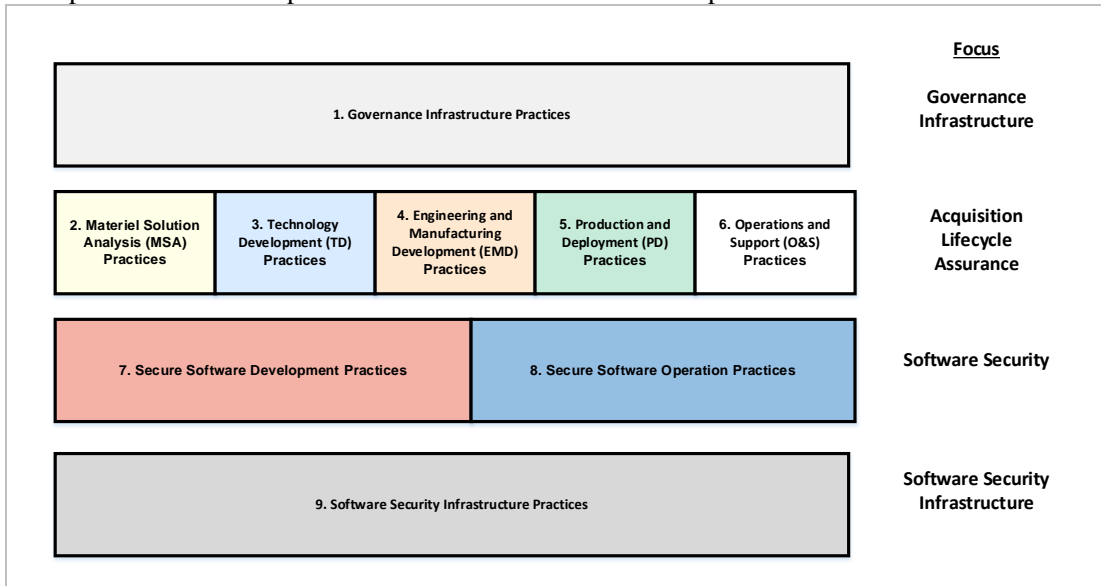 Focus
1. Governance Infrastructure Practices
Governance
Infrastructure
2. Materiel Solution
Analysis (MSA)
Practices
3. Technology
Development (TD)
Practices
4. Engineering and
Manufacturing
Development (EMD)
Practices
5. Production and
Deployment (PD)
Practices
6. Operations and
Support (O&S)
Practices
Acquisition
Lifecycle
Assurance
7. Secure Software Development Practices
8. Secure Software Operation Practices
Software Security
9. Software Security Infrastructure Practices
Software Security
Infrastructure